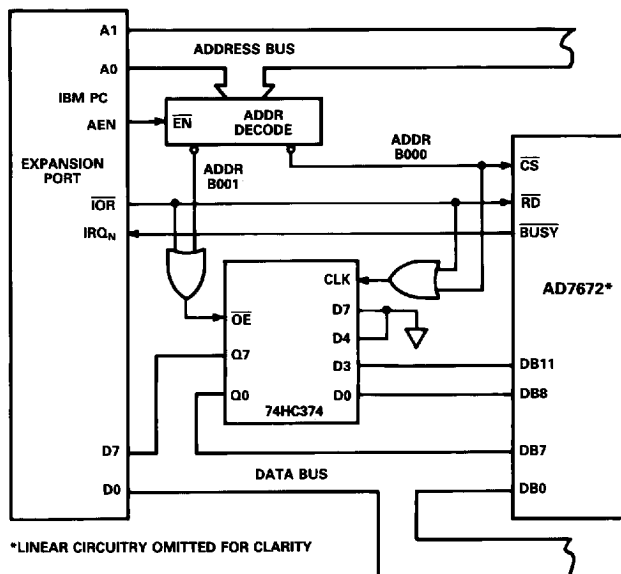 A1
ADDRESS BUS
A0
IBM PC
AEN
EN
ADDR
DECODE
ADDR
B000
EXPANSION
PORT
ADDR
B001
CS
IOR
RD
IRQN
BUSY
CLK
AD7672*
OE
D7
D4
Q7
D3
DB11
Q0
D0
DB8
74HC374
D7
DB7
DATA BUS
D0
DB0
*LINEAR CIRCUITRY OMITTED FOR CLARITY